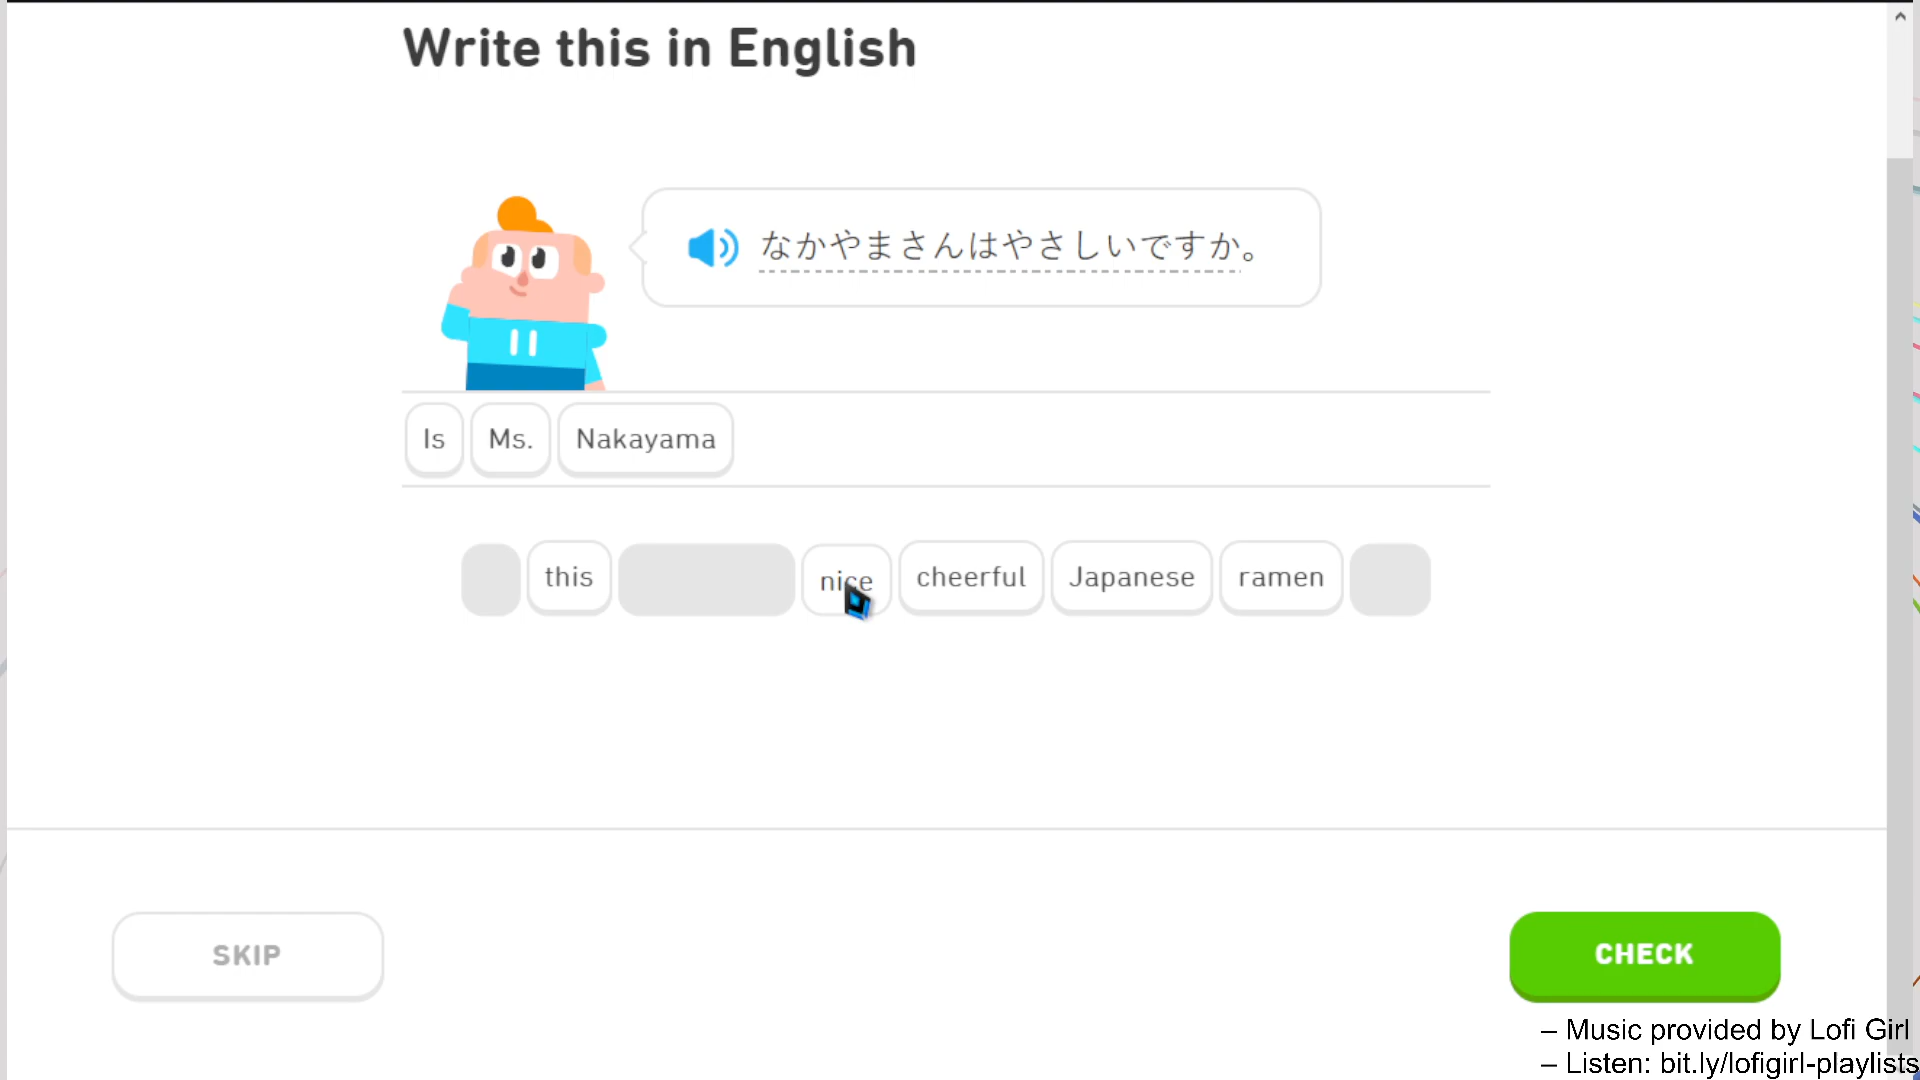 Write this in English
なかやまさんはやさしいですか。
Is Ms. Nakayama
this nice cheerful Japanese ramen
SKIP CHECK
– Music provided by Lofi Girl
– Listen: bit.ly/lofigirl-playlists